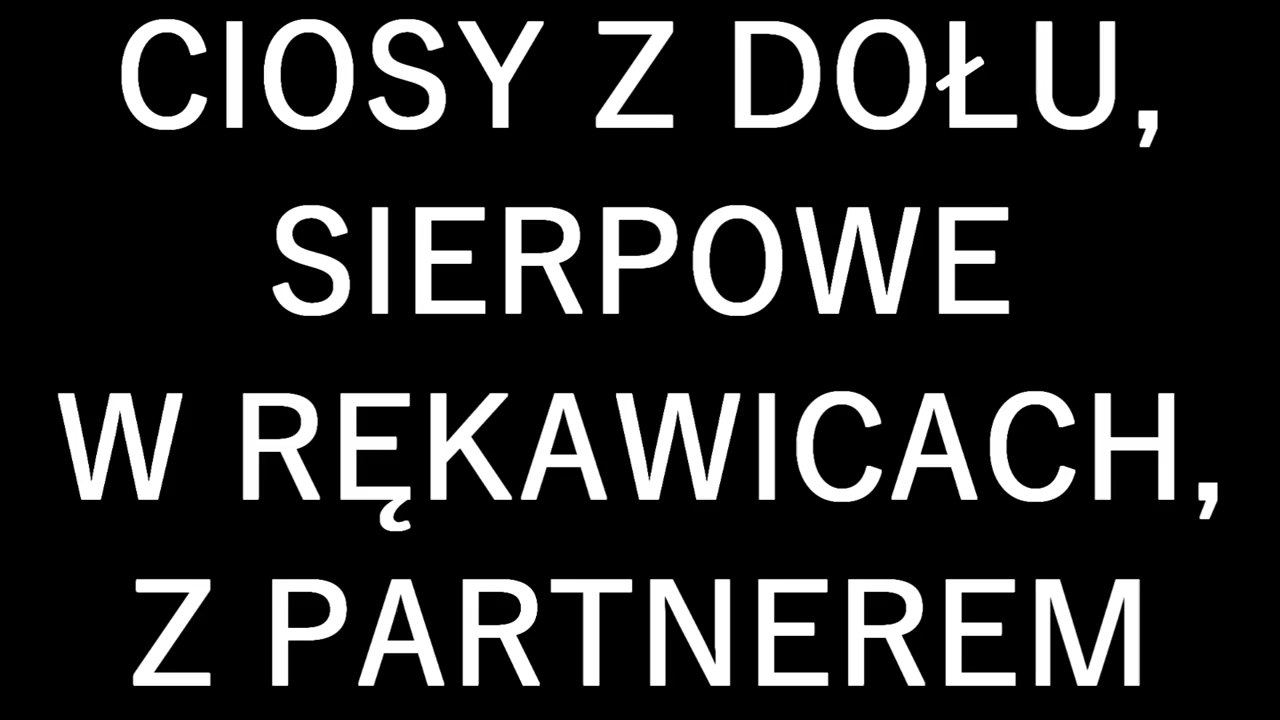 CIOSY Z DOŁU,
SIERPOWE
W RĘKAWICACH,
Z PARTNEREM